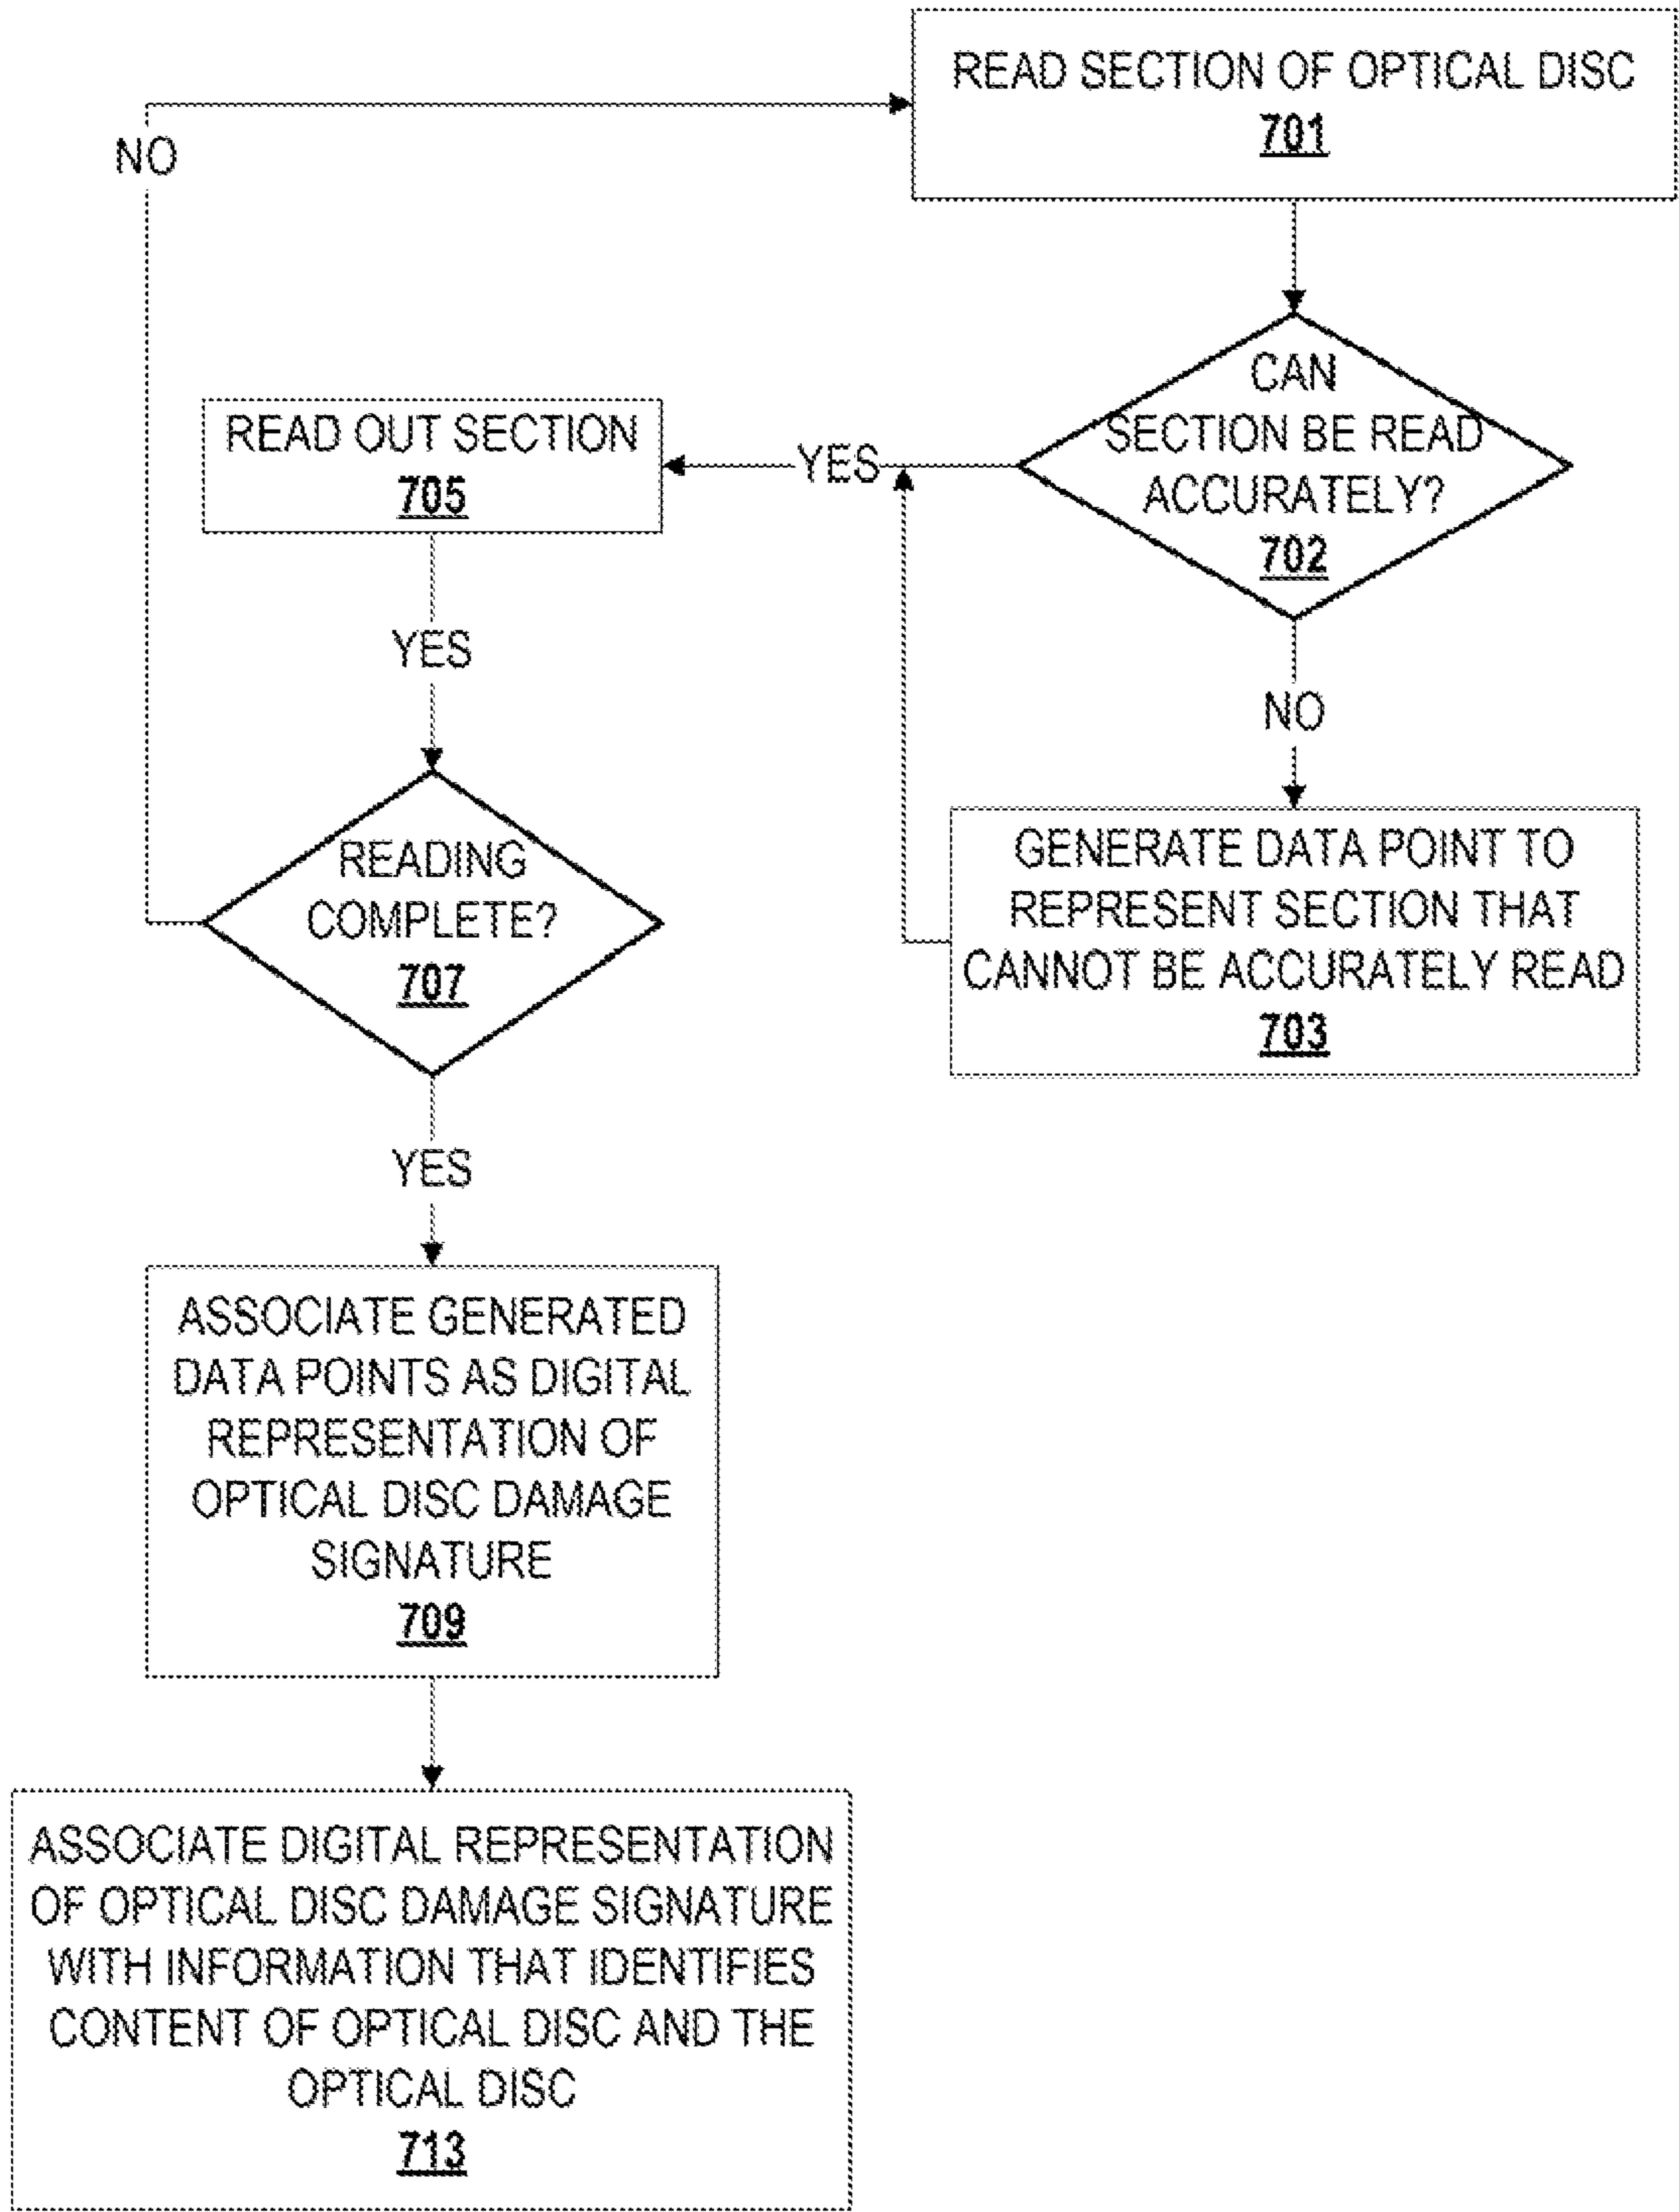 READ SECTION OF OPTICAL DISC
701
NO
CAN
SECTION BE READ
ACCURATELY?
702
YES
READ OUT SECTION
705
YES
NO
GENERATE DATA POINT TO
REPRESENT SECTION THAT
CANNOT BE ACCURATELY READ
703
READING
COMPLETE?
707
YES
ASSOCIATE GENERATED
DATA POINTS AS DIGITAL
REPRESENTATION OF
OPTICAL DISC DAMAGE
SIGNATURE
709
ASSOCIATE DIGITAL REPRESENTATION
OF OPTICAL DISC DAMAGE SIGNATURE
WITH INFORMATION THAT IDENTIFIES
CONTENT OF OPTICAL DISC AND THE
OPTICAL DISC
713